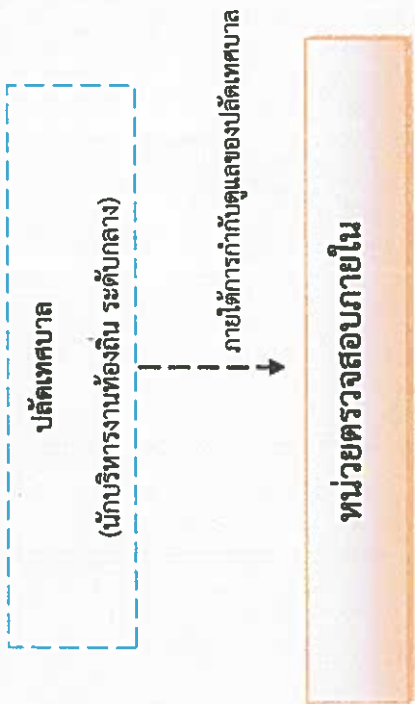 ปลัดเทศบาล
(นักบริหารงานท้องถิ่น ระดับกลาง)
ภายใต้การกำกับดูแลของปลัดเทศบาล
หน่วยตรวจสอบภายใน